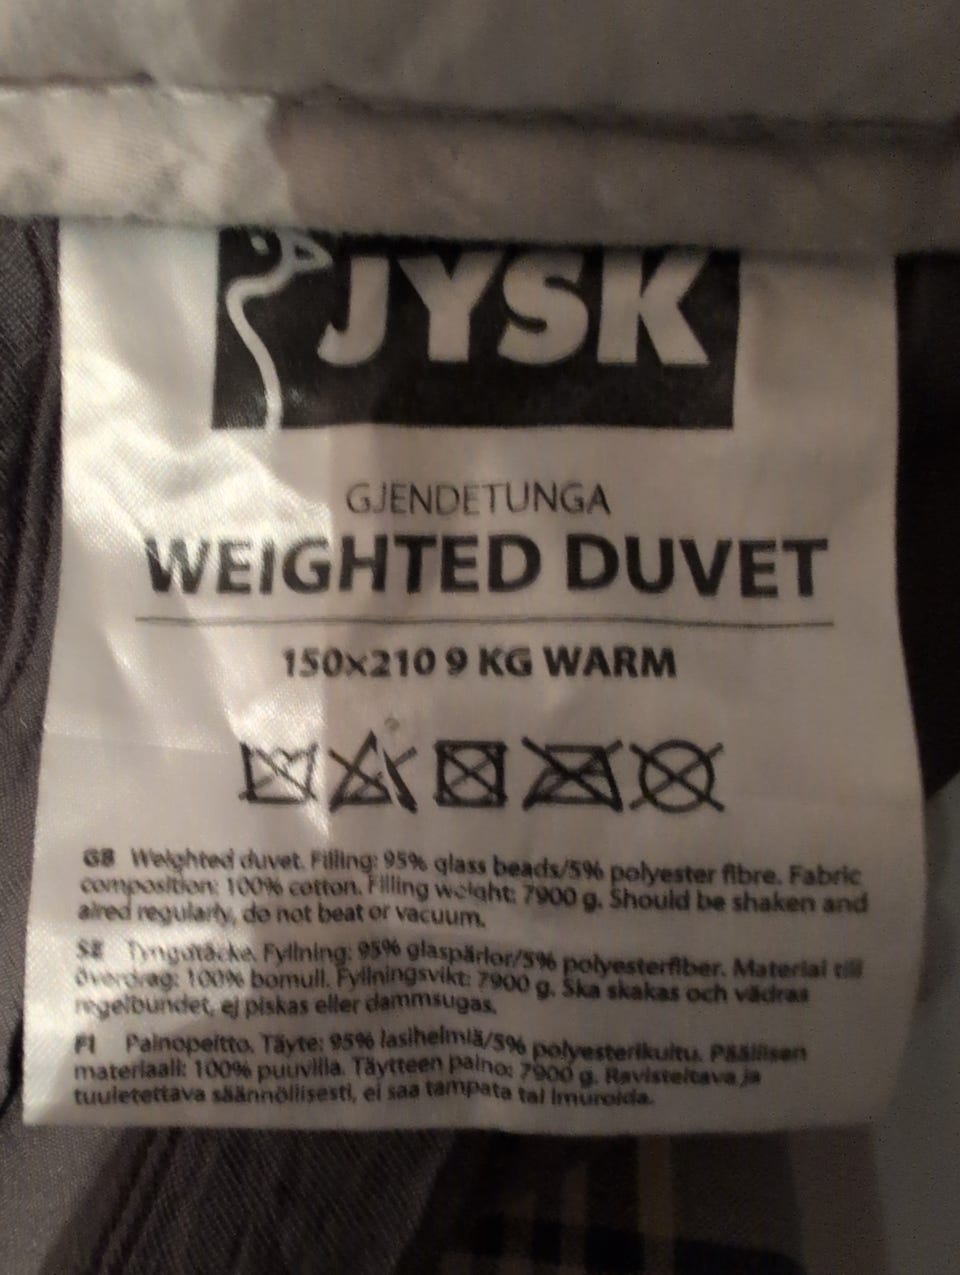 JYSK
GJENDETUNGA
WEIGHTED DUVET
150x210 9 KG WARM
GB Weighted duvet. Filling: 95% glass beads/5% polyester fibre. Fabric
composition: 100% cotton. Filling weight: 7900 g. Should be shaken and
aired regularly, do not beat or vacuum.
SE Tyngdtäcke. Fyllning: 95% glaspärlor/5% polyesterfiber. Material till
överdrag: 100% bomull. Fyllningsvikt: 7900 g. Ska skakas och vädras
regelbundet, ej piskas eller dammsugas.
FI Painopeitto. Täyte: 95% lasihelmiä/5% polyesterikuitu. Päällisen
materiaali: 100% puuvilla. Täytteen paino: 7900 g. Ravisteltava ja
tuuletettava säännöllisesti, ei saa tampata tai imuroida.